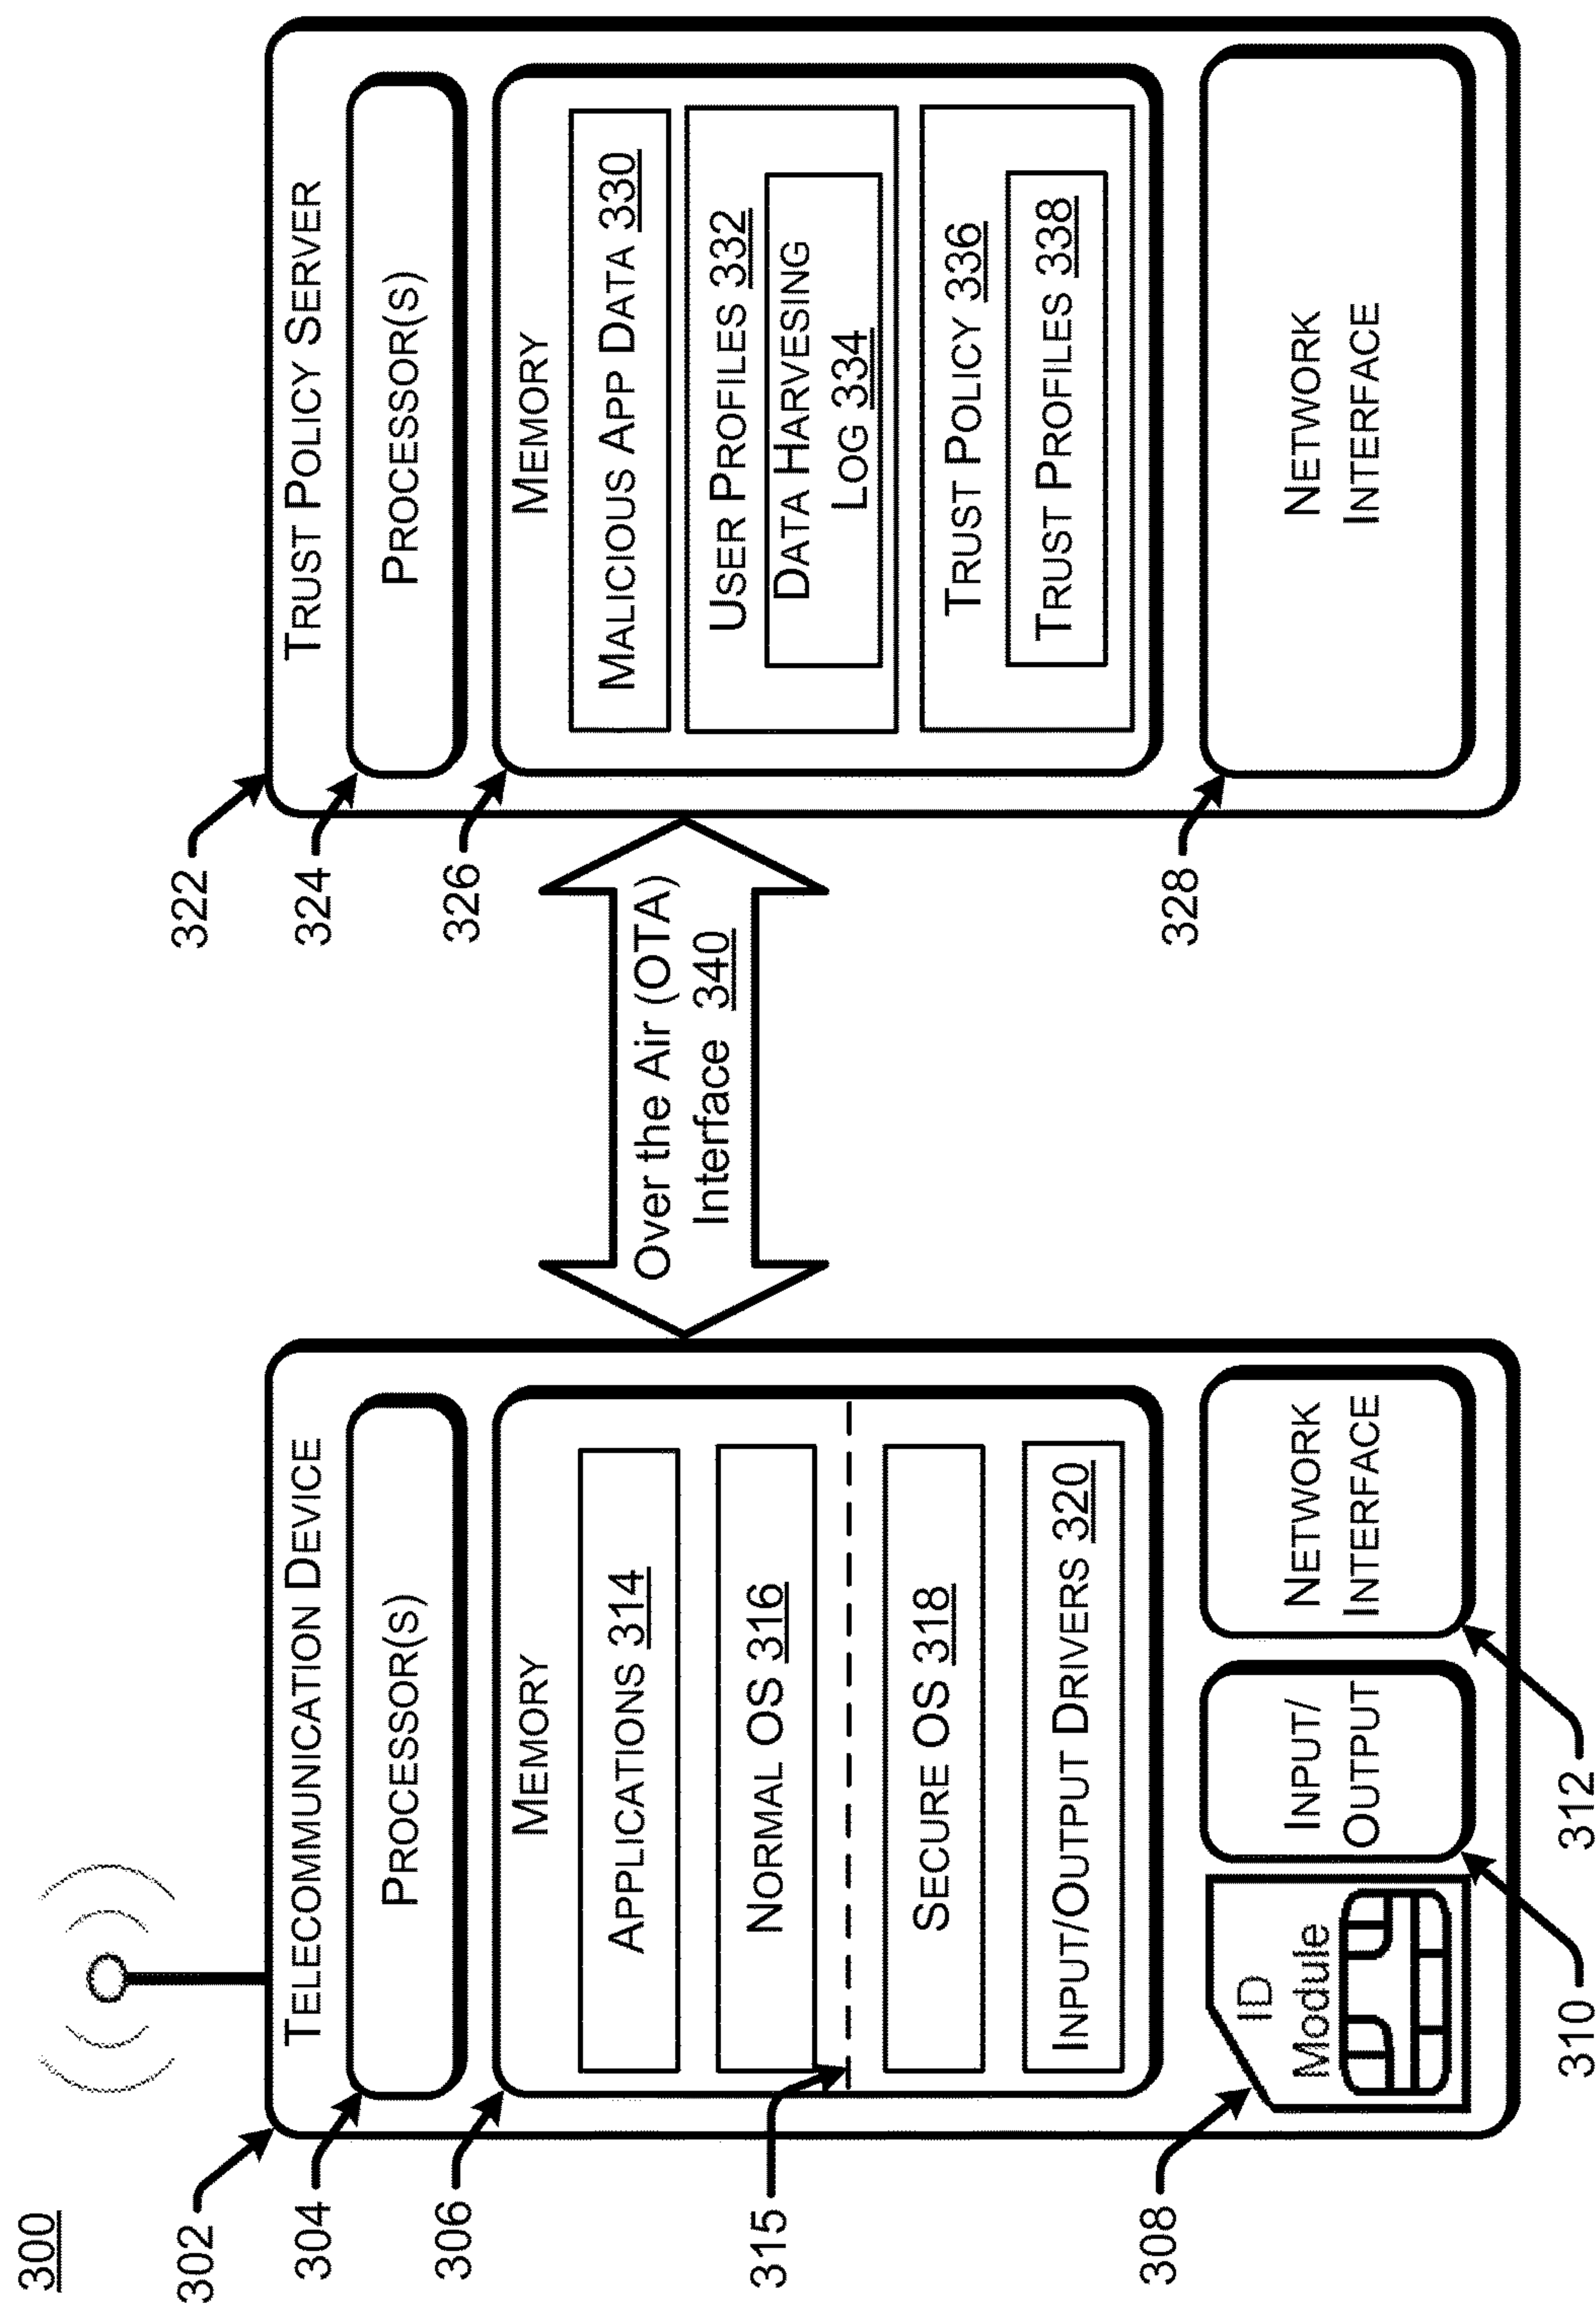 300
302
TELECOMMUNICATION DEVICE
304
PROCESSOR(S)
306
MEMORY
APPLICATIONS 314
NORMAL OS 316
315
SECURE OS 318
INPUT/OUTPUT DRIVERS 320
308
ID
Module
310
INPUT/
OUTPUT
312
NETWORK
INTERFACE
Over the Air (OTA)
Interface 340
322
TRUST POLICY SERVER
324
PROCESSOR(S)
326
MEMORY
MALICIOUS APP DATA 330
USER PROFILES 332
DATA HARVESING
LOG 334
TRUST POLICY 336
TRUST PROFILES 338
328
NETWORK
INTERFACE